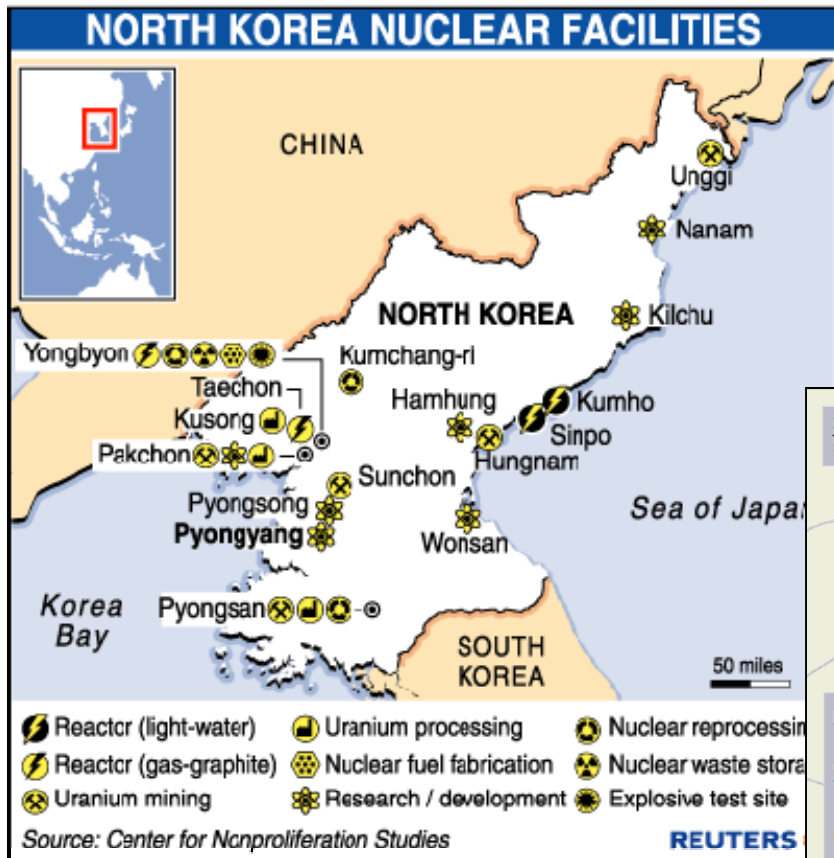 NORTH KOREA NUCLEAR FACILITIES
CHINA
Unggi
Nanam
NORTH KOREA
Kilchu
Yongbyon
Kumchang-ri
Taechon
Hamhung
Kumho
Kusong
Sinpo
Pakchon
Hungnam
Sunchon
Pyongsong
Sea of Japa
Pyongyang
Wonsan
Korea
Bay
Pyongsan
SOUTH
KOREA
50 miles
Reactor (light-water)
Uranium processing
Nuclear reprocessin
Reactor (gas-graphite)
Nuclear fuel fabrication
Nuclear waste stora
Uranium mining
Research / development
Explosive test site
Source: Center for Nonproliferation Studies
REUTERS